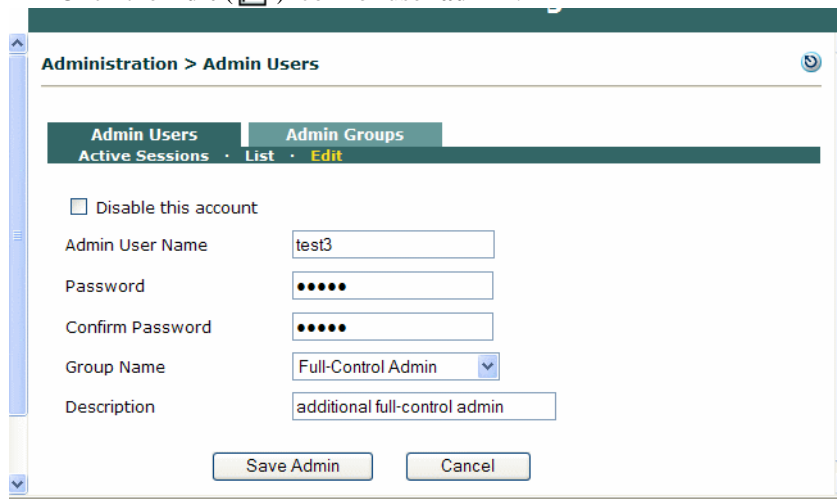 Administration > Admin Users
Admin Users Admin Groups
Active Sessions · List · Edit
Disable this account
Admin User Name test3
Password •••••
Confirm Password •••••
Group Name Full-Control Admin
Description additional full-control admin
Save Admin Cancel